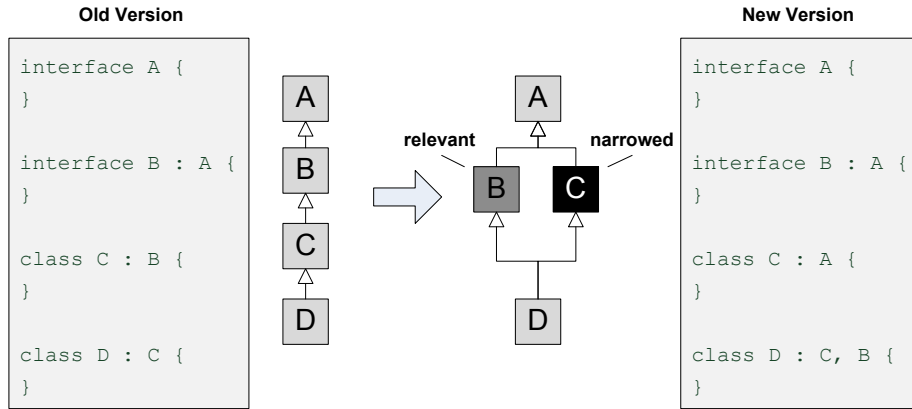 Old Version
interface A {
}
interface B : A {
}
class C : B {
}
class D : C {
}
A
B
C
D
A
relevant
narrowed
B
C
D
New Version
interface A {
}
interface B : A {
}
class C : A {
}
class D : C, B {
}